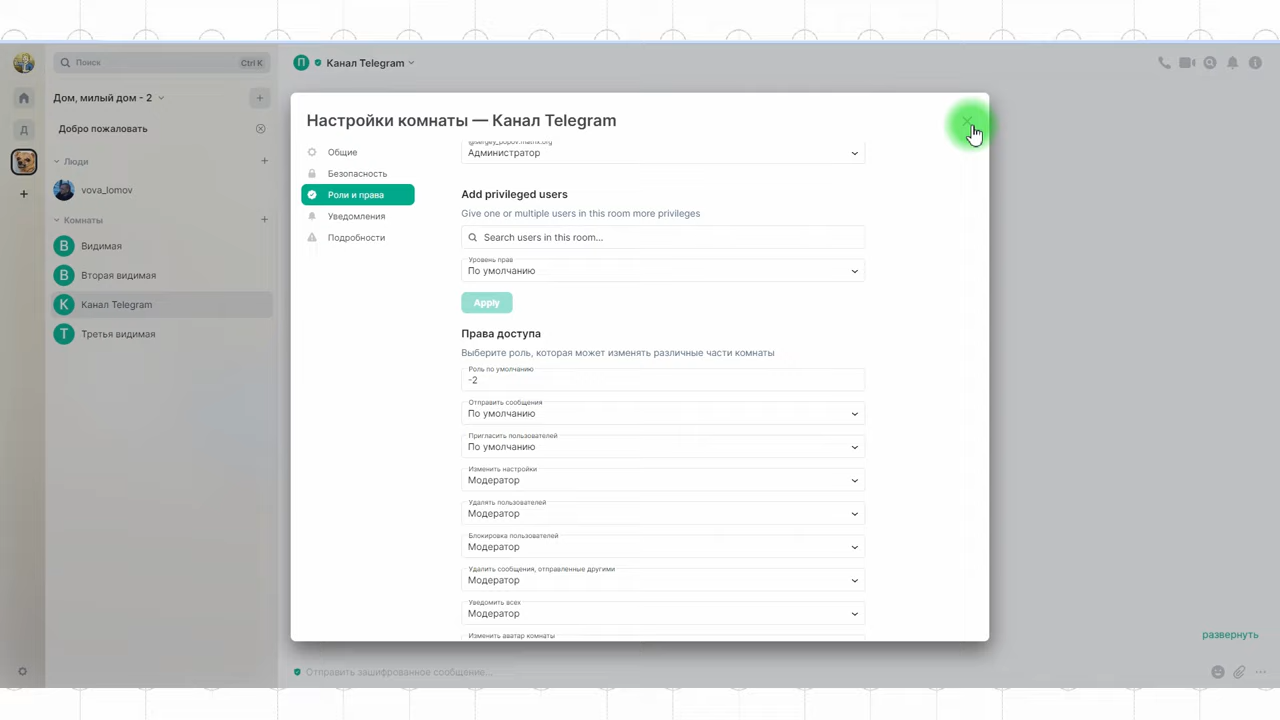 Поиск
Ctrl K
Дом, милый дом - 2
Добро пожаловать
Д
Люди
vova_lomov
Комнаты
В Видимая
В Вторая видимая
К Канал Telegram
Т Третья видимая
П Канал Telegram
Настройки комнаты — Канал Telegram
Общие
Безопасность
Роли и права
Уведомления
Подробности
@sergey_popov:matrix.org
Администратор
Add privileged users
Give one or multiple users in this room more privileges
Search users in this room...
Уровень прав
По умолчанию
Apply
Права доступа
Выберите роль, которая может изменять различные части комнаты
Роль по умолчанию
-2
Отправить сообщения
По умолчанию
Пригласить пользователей
По умолчанию
Изменить настройки
Модератор
Удалять пользователей
Модератор
Блокировка пользователей
Модератор
Удалить сообщения, отправленные другими
Модератор
Уведомить всех
Модератор
Изменить аватар комнаты
развернуть
Отправить зашифрованное сообщение...